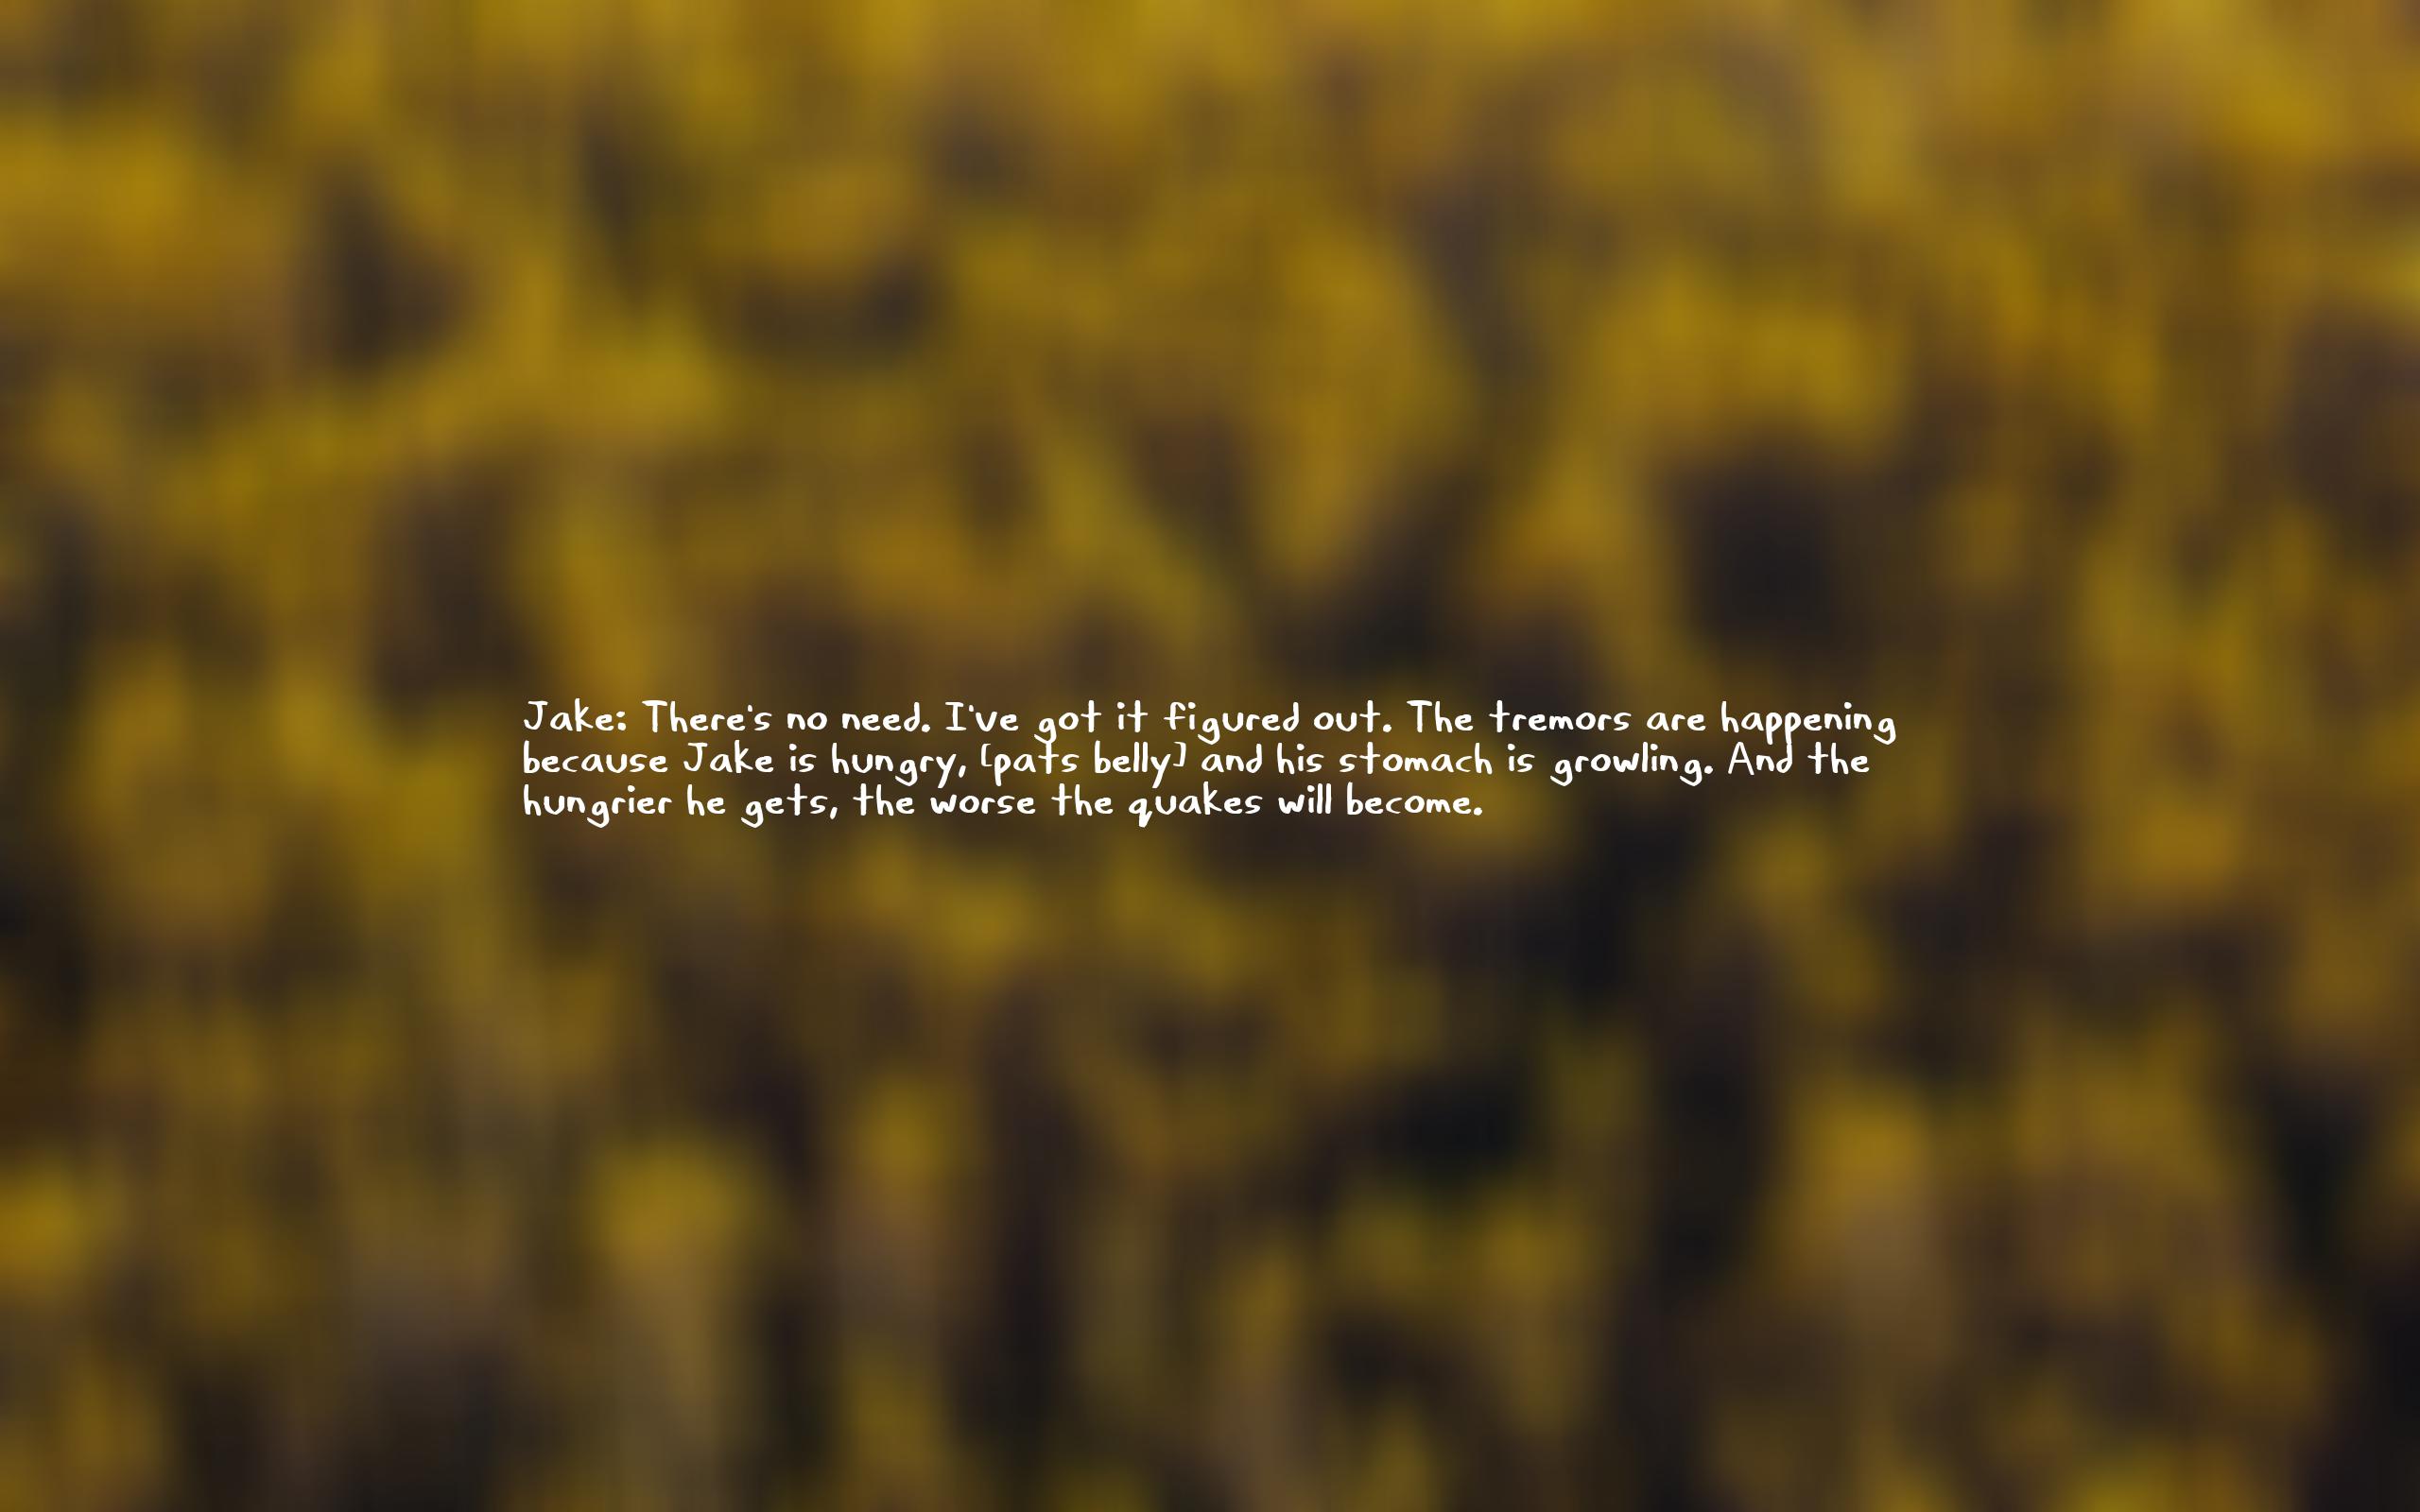 Jake: There's no need. I've got it figured out. The tremors are happening
because Jake is hungry, [pats belly] and his stomach is growling. And the
hungrier he gets, the worse the quakes will become.